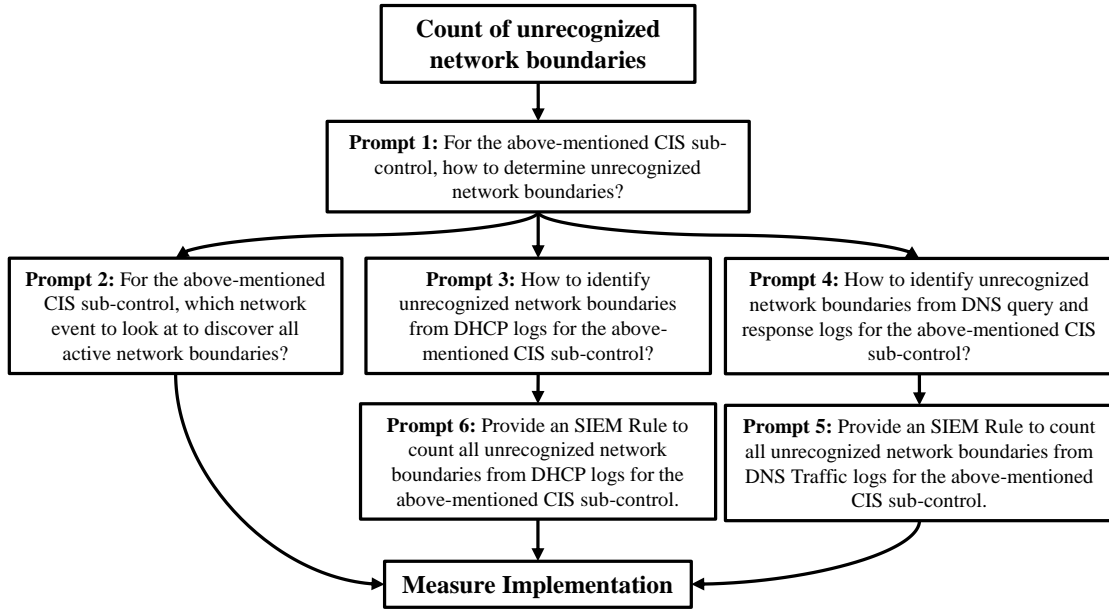 Count of unrecognized
network boundaries
Prompt 1: For the above-mentioned CIS sub-
control, how to determine unrecognized
network boundaries?
Prompt 2: For the above-mentioned
CIS sub-control, which network
event to look at to discover all
active network boundaries?
Prompt 3: How to identify
unrecognized network boundaries
from DHCP logs for the above-
mentioned CIS sub-control?
Prompt 4: How to identify unrecognized
network boundaries from DNS query and
response logs for the above-mentioned CIS
sub-control?
Prompt 6: Provide an SIEM Rule to
count all unrecognized network
boundaries from DHCP logs for the
above-mentioned CIS sub-control.
Prompt 5: Provide an SIEM Rule to count
all unrecognized network boundaries from
DNS Traffic logs for the above-mentioned
CIS sub-control.
Measure Implementation